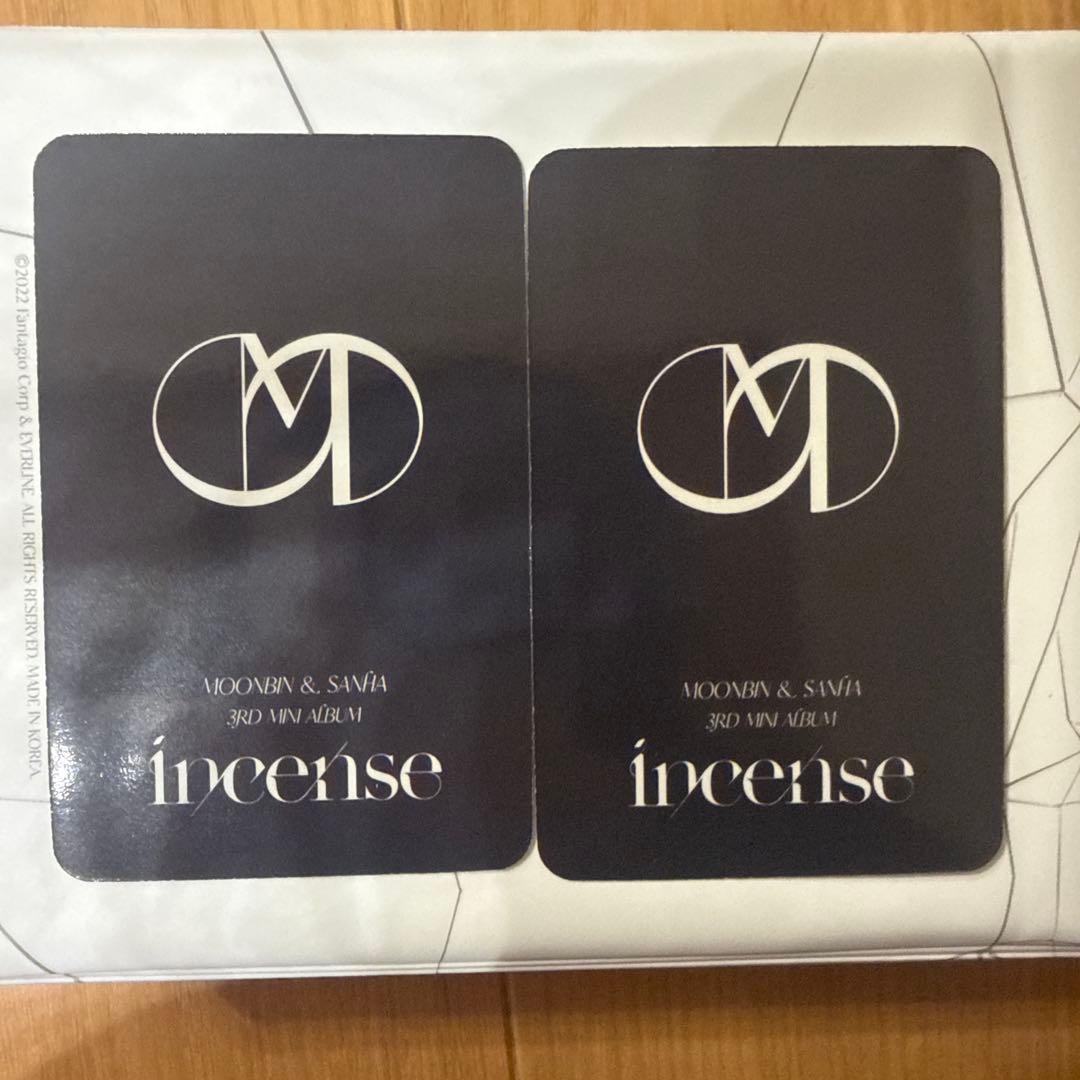 ©2022 Fantagio Corp & EVERLINE. ALL RIGHTS RESERVED. MADE IN KOREA
MOONBIN & SANHA
3RD MINI ALBUM
incense
MOONBIN & SANHA
3RD MINI ALBUM
incense